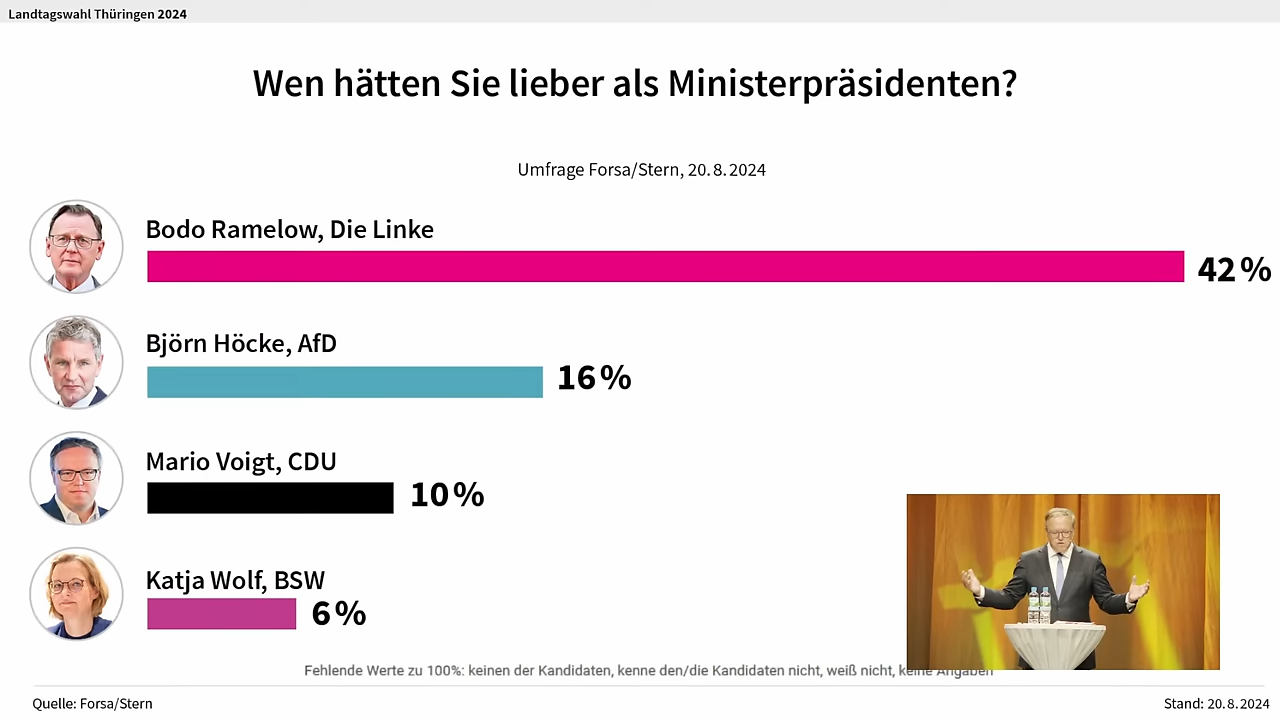 Landtagswahl Thüringen 2024
Wen hätten Sie lieber als Ministerpräsidenten?
Umfrage Forsa/Stern, 20.8.2024
Bodo Ramelow, Die Linke
42 %
Björn Höcke, AfD
16 %
Mario Voigt, CDU
10 %
Katja Wolf, BSW
6 %
Fehlende Werte zu 100%: keinen der Kandidaten, kenne den/die Kandidaten nicht, weiß nicht, keine Angaben
Quelle: Forsa/Stern
Stand: 20.8.2024